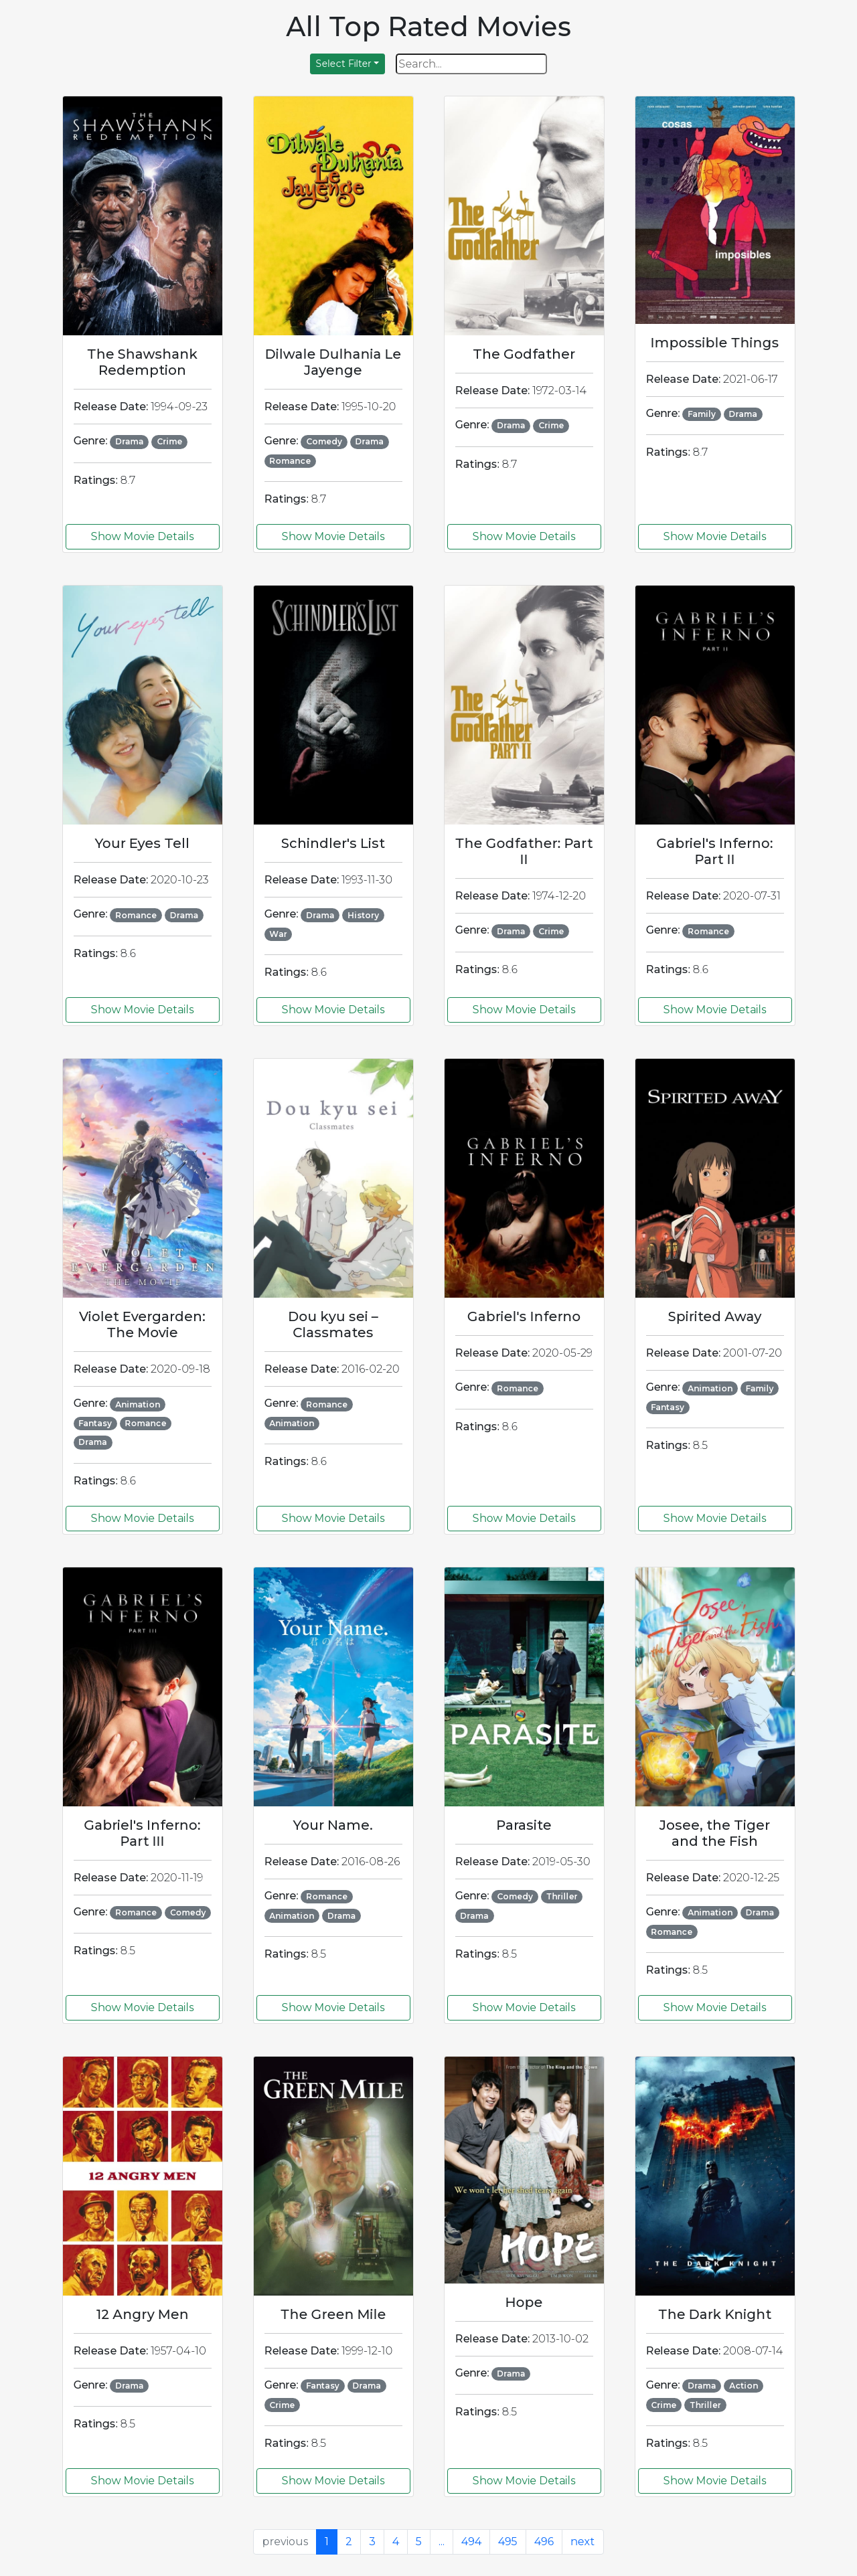 All Top Rated Movies
Select Filter
Search...
THE
SHAWSHANK
REDEMPTION
The Shawshank
Redemption
Release Date: 1994-09-23
Genre: Drama Crime
Ratings: 8.7
Show Movie Details
Dilwale
Dulhania
Le
Jayenge
Dilwale Dulhania Le
Jayenge
Release Date: 1995-10-20
Genre: Comedy Drama
Romance
Ratings: 8.7
Show Movie Details
The
Godfather
The Godfather
Release Date: 1972-03-14
Genre: Drama Crime
Ratings: 8.7
Show Movie Details
cosas
imposibles
Impossible Things
Release Date: 2021-06-17
Genre: Family Drama
Ratings: 8.7
Show Movie Details
Your eyes tell
Your Eyes Tell
Release Date: 2020-10-23
Genre: Romance Drama
Ratings: 8.6
Show Movie Details
SCHINDLER'S LIST
Schindler's List
Release Date: 1993-11-30
Genre: Drama History
War
Ratings: 8.6
Show Movie Details
The
Godfather
PART II
The Godfather: Part
II
Release Date: 1974-12-20
Genre: Drama Crime
Ratings: 8.6
Show Movie Details
GABRIEL'S
INFERNO
PART II
Gabriel's Inferno:
Part II
Release Date: 2020-07-31
Genre: Romance
Ratings: 8.6
Show Movie Details
VIOLET
EVERGARDEN
THE MOVIE
Violet Evergarden:
The Movie
Release Date: 2020-09-18
Genre: Animation
Fantasy Romance
Drama
Ratings: 8.6
Show Movie Details
Dou kyu sei
Classmates
Dou kyu sei –
Classmates
Release Date: 2016-02-20
Genre: Romance
Animation
Ratings: 8.6
Show Movie Details
GABRIEL'S
INFERNO
Gabriel's Inferno
Release Date: 2020-05-29
Genre: Romance
Ratings: 8.6
Show Movie Details
SPIRITED AWAY
Spirited Away
Release Date: 2001-07-20
Genre: Animation Family
Fantasy
Ratings: 8.5
Show Movie Details
GABRIEL'S
INFERNO
PART III
Gabriel's Inferno:
Part III
Release Date: 2020-11-19
Genre: Romance Comedy
Ratings: 8.5
Show Movie Details
Your Name.
君の名は
Your Name.
Release Date: 2016-08-26
Genre: Romance
Animation Drama
Ratings: 8.5
Show Movie Details
PARASITE
Parasite
Release Date: 2019-05-30
Genre: Comedy Thriller
Drama
Ratings: 8.5
Show Movie Details
Josee,
the Tiger and the Fish
Josee, the Tiger
and the Fish
Release Date: 2020-12-25
Genre: Animation Drama
Romance
Ratings: 8.5
Show Movie Details
12 ANGRY MEN
12 Angry Men
Release Date: 1957-04-10
Genre: Drama
Ratings: 8.5
Show Movie Details
THE
GREEN MILE
The Green Mile
Release Date: 1999-12-10
Genre: Fantasy Drama
Crime
Ratings: 8.5
Show Movie Details
We won't let her shed tears again
HOPE
Hope
Release Date: 2013-10-02
Genre: Drama
Ratings: 8.5
Show Movie Details
THE DARK KNIGHT
The Dark Knight
Release Date: 2008-07-14
Genre: Drama Action
Crime Thriller
Ratings: 8.5
Show Movie Details
previous 1 2 3 4 5 ... 494 495 496 next